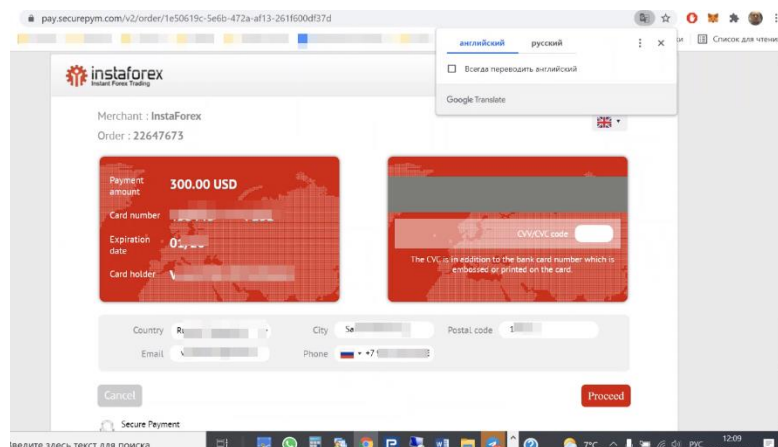 pay.securepym.com/v2/order/1e50619c-5e6b-472a-af13-261f600df37d
английский русский
Список для чтения
Всегда переводить английский
Google Translate
instaforex
Instant Forex Trading
Merchant : InstaForex
Order : 22647673
Payment amount 300.00 USD
Card number
Expiration date 01/
Card holder V
CVV/CVC code
The CVC is in addition to the bank card number which is
embossed or printed on the card.
Country City Sa Postal code 1
Email Phone +7
Cancel Proceed
Secure Payment
Введите здесь текст для поиска
7°C РУС 12:09